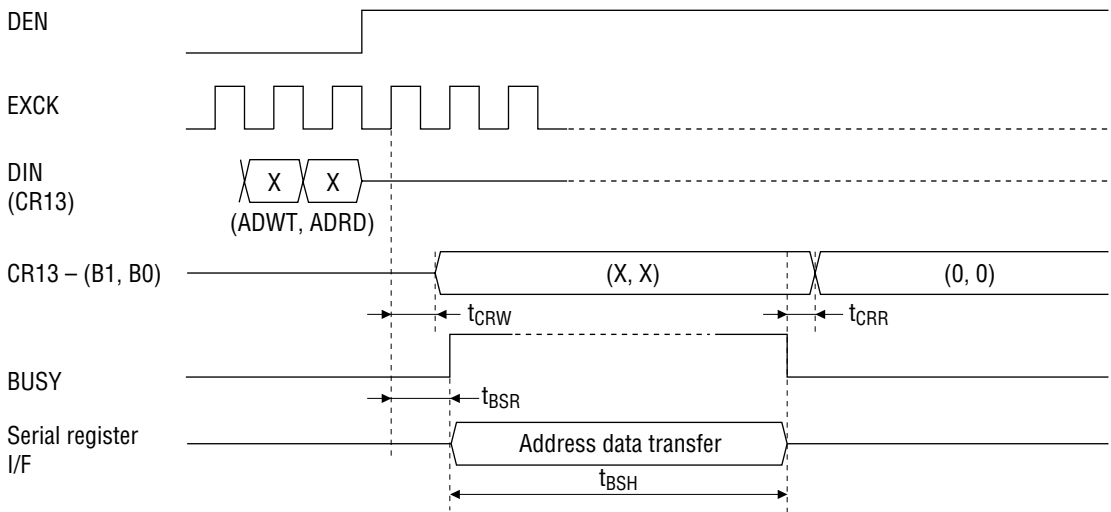 DEN
EXCK
DIN
(CR13)
X X
(ADWT, ADRD)
CR13 – (B1, B0)
(X, X)
(0, 0)
tCRW
tCRR
BUSY
tBSR
Serial register
I/F
Address data transfer
tBSH